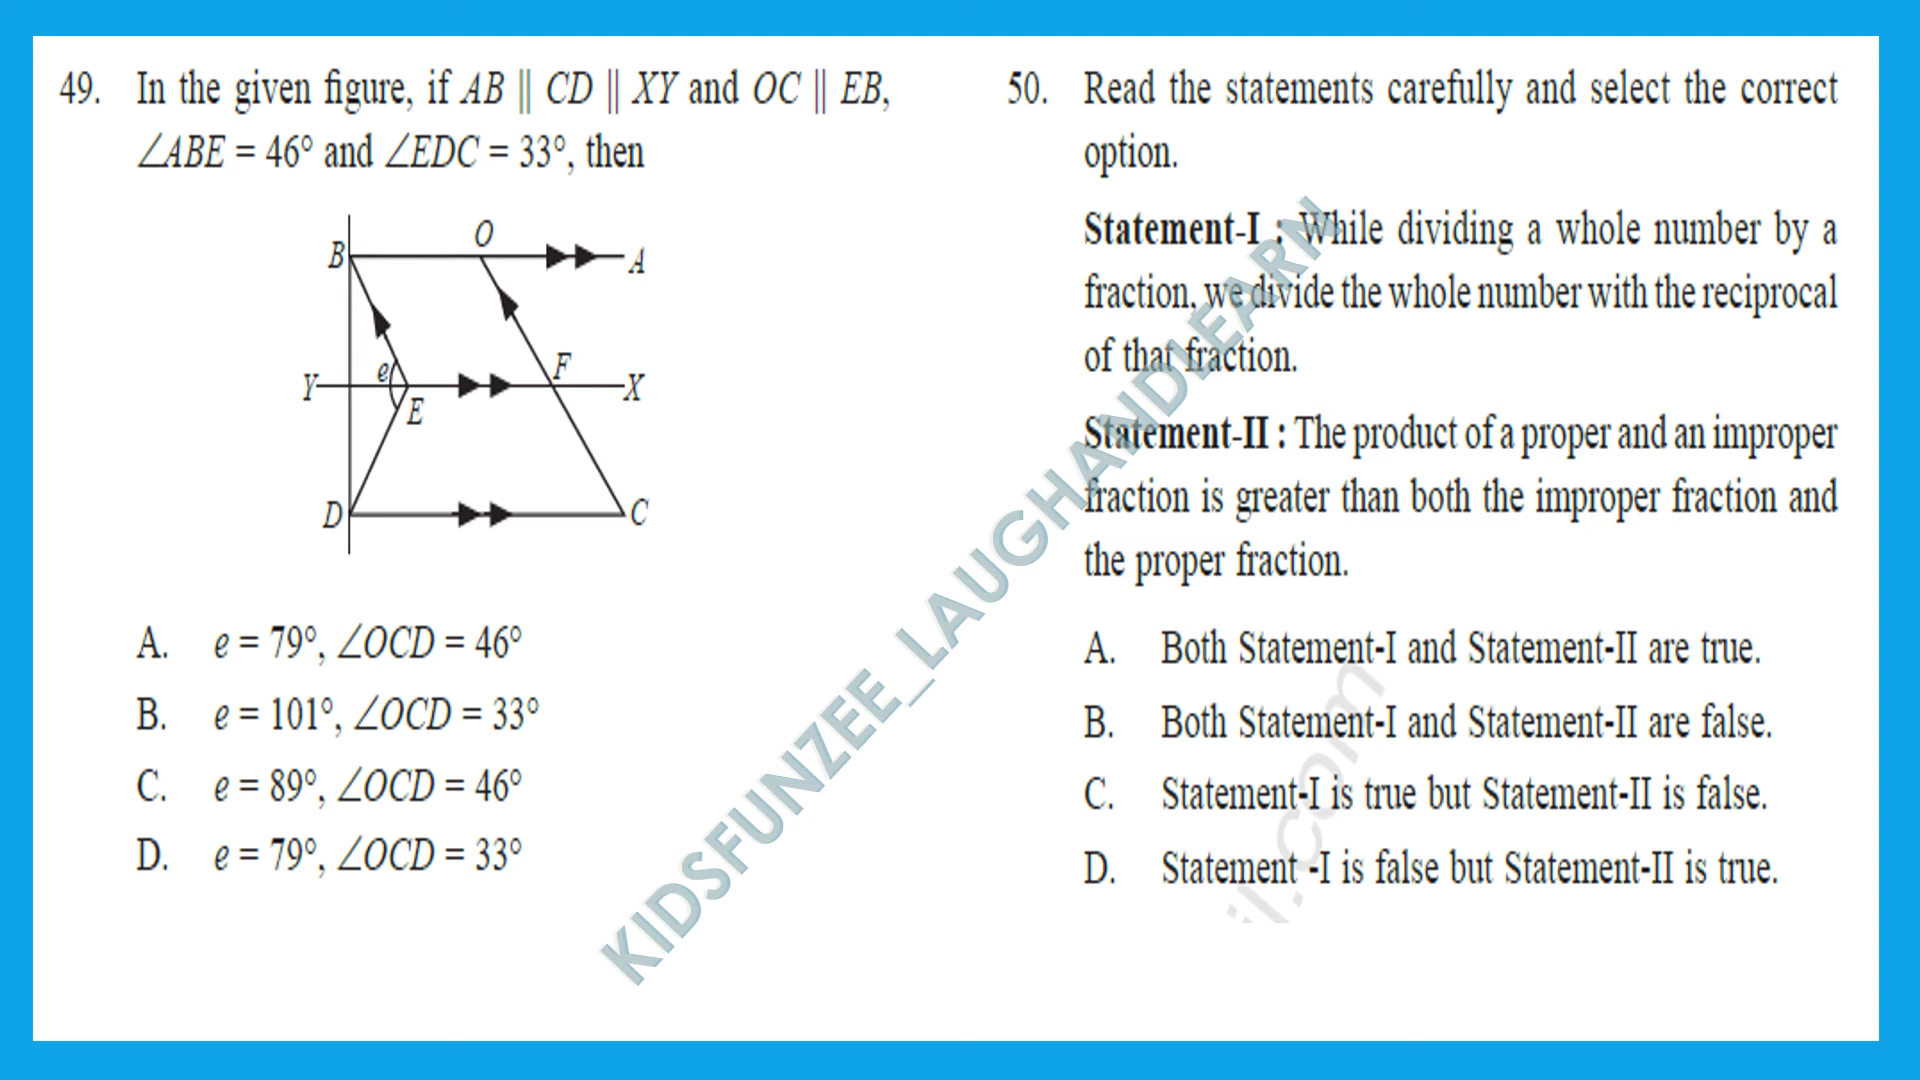 49. In the given figure, if AB || CD || XY and OC || EB,
∠ABE = 46° and ∠EDC = 33°, then
O
B
A
F
e
Y
X
E
D
C
A. e = 79°, ∠OCD = 46°
B. e = 101°, ∠OCD = 33°
C. e = 89°, ∠OCD = 46°
D. e = 79°, ∠OCD = 33°
50. Read the statements carefully and select the correct
option.
Statement-I : While dividing a whole number by a
fraction, we divide the whole number with the reciprocal
of that fraction.
Statement-II : The product of a proper and an improper
fraction is greater than both the improper fraction and
the proper fraction.
A. Both Statement-I and Statement-II are true.
B. Both Statement-I and Statement-II are false.
C. Statement-I is true but Statement-II is false.
D. Statement -I is false but Statement-II is true.
KIDSFUNZEE_LAUGHANDLEARN
il.com